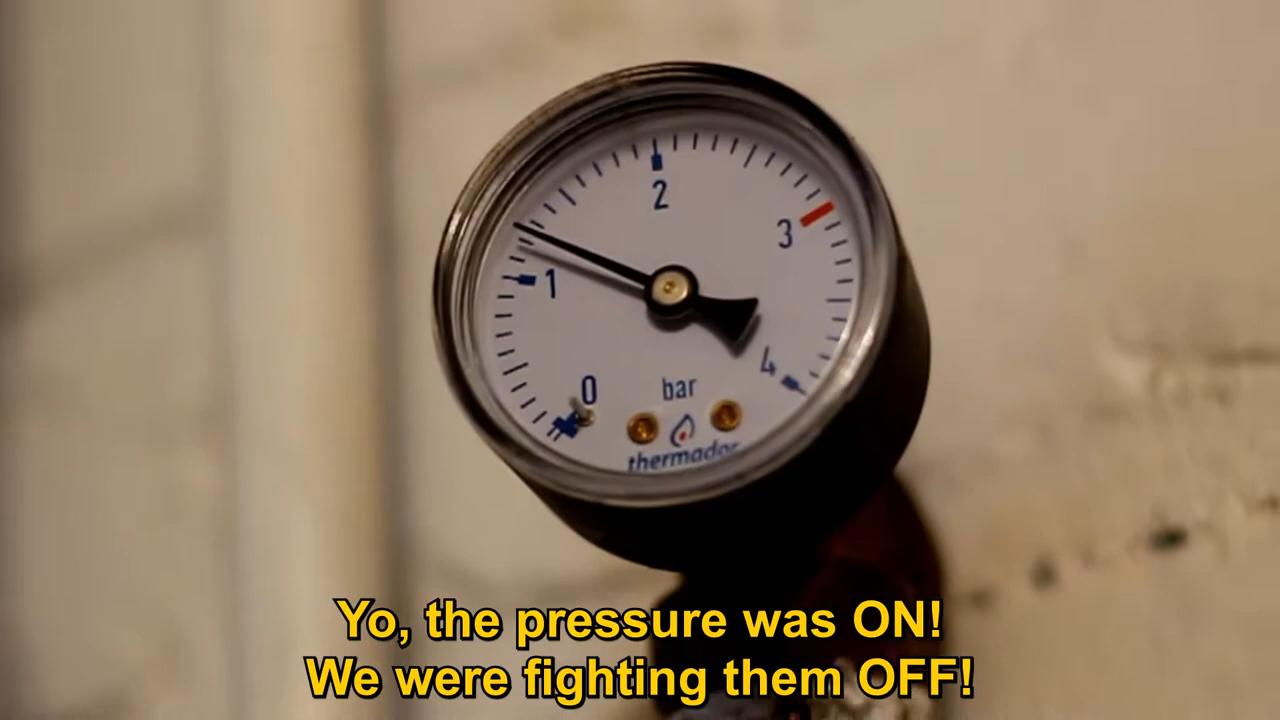 2
3
1
4
0
bar
thermador
Yo, the pressure was ON!
We were fighting them OFF!